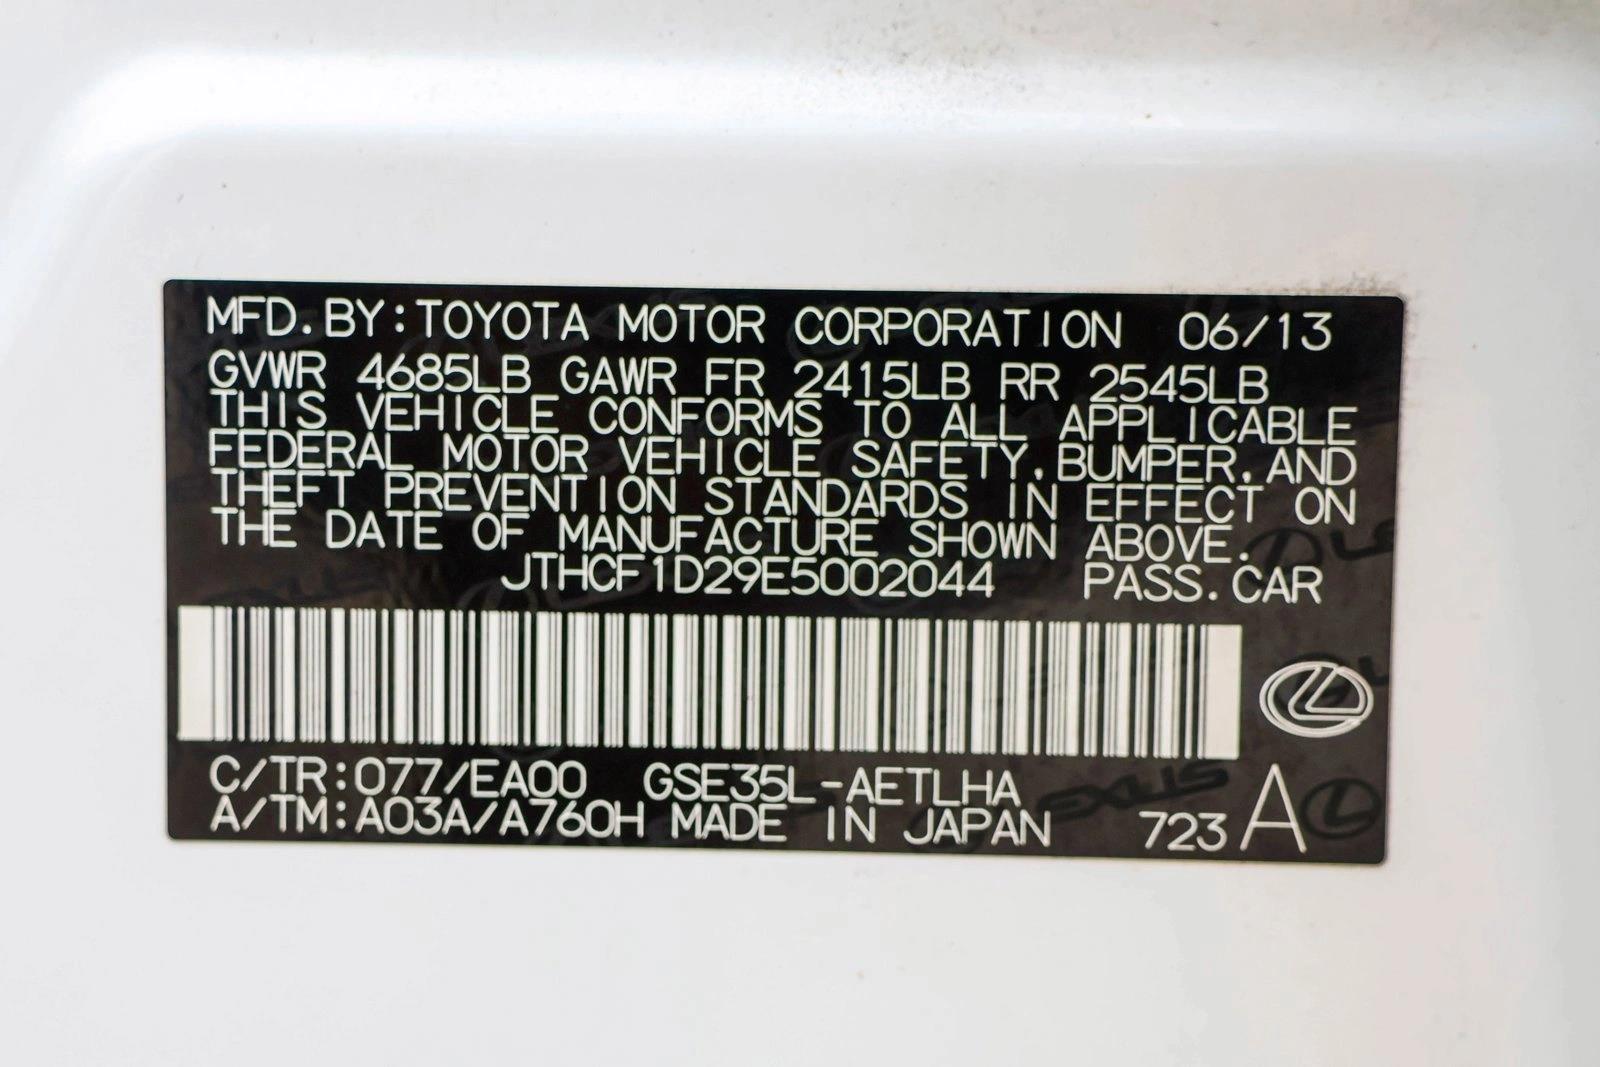 MFD. BY: TOYOTA MOTOR CORPORATION 06/13
GVWR 4685LB GAWR FR 2415LB RR 2545LB
THIS VEHICLE CONFORMS TO ALL APPLICABLE
FEDERAL MOTOR VEHICLE SAFETY, BUMPER, AND
THEFT PREVENTION STANDARDS IN EFFECT ON
THE DATE OF MANUFACTURE SHOWN ABOVE.
JTHCF1D29E5002044 PASS. CAR
C/TR: 077/EA00 GSE35L-AETLHA
A/TM: A03A/A760H MADE IN JAPAN 723 A
LEXUS